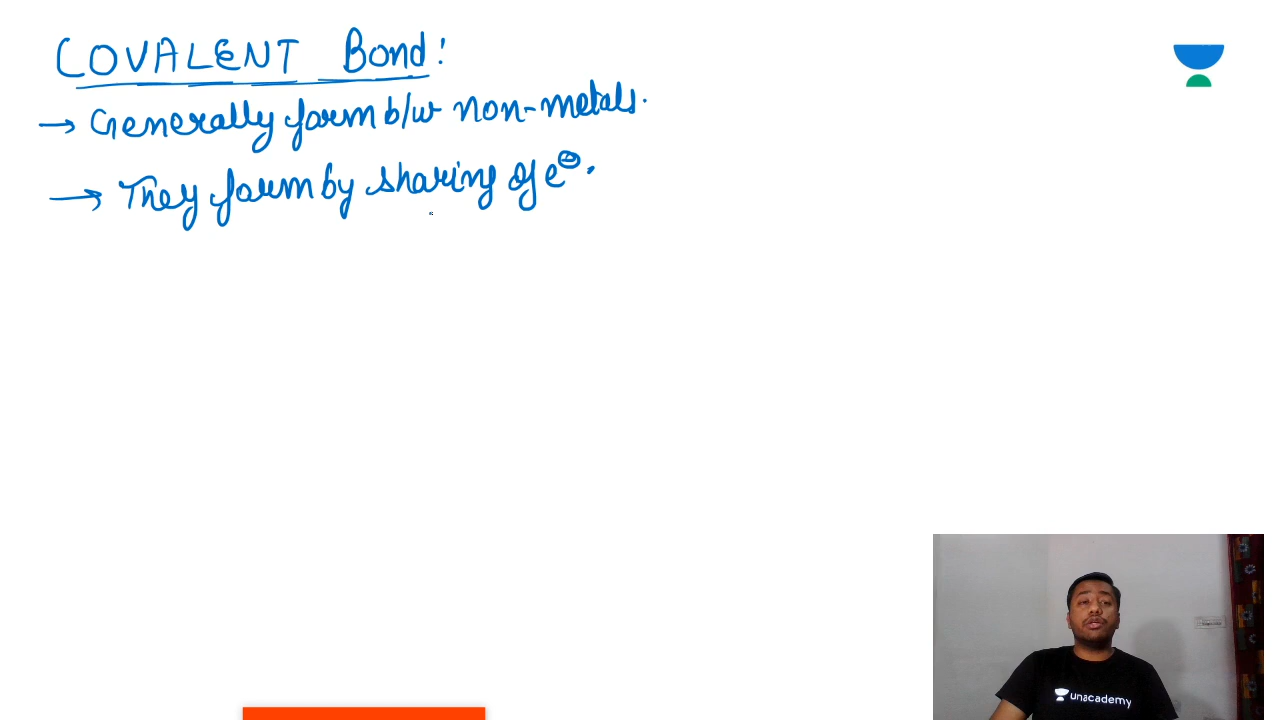 COVALENT Bond:
→ Generally form b/w non-metals.
→ They form by sharing of e⊖.
unacademy